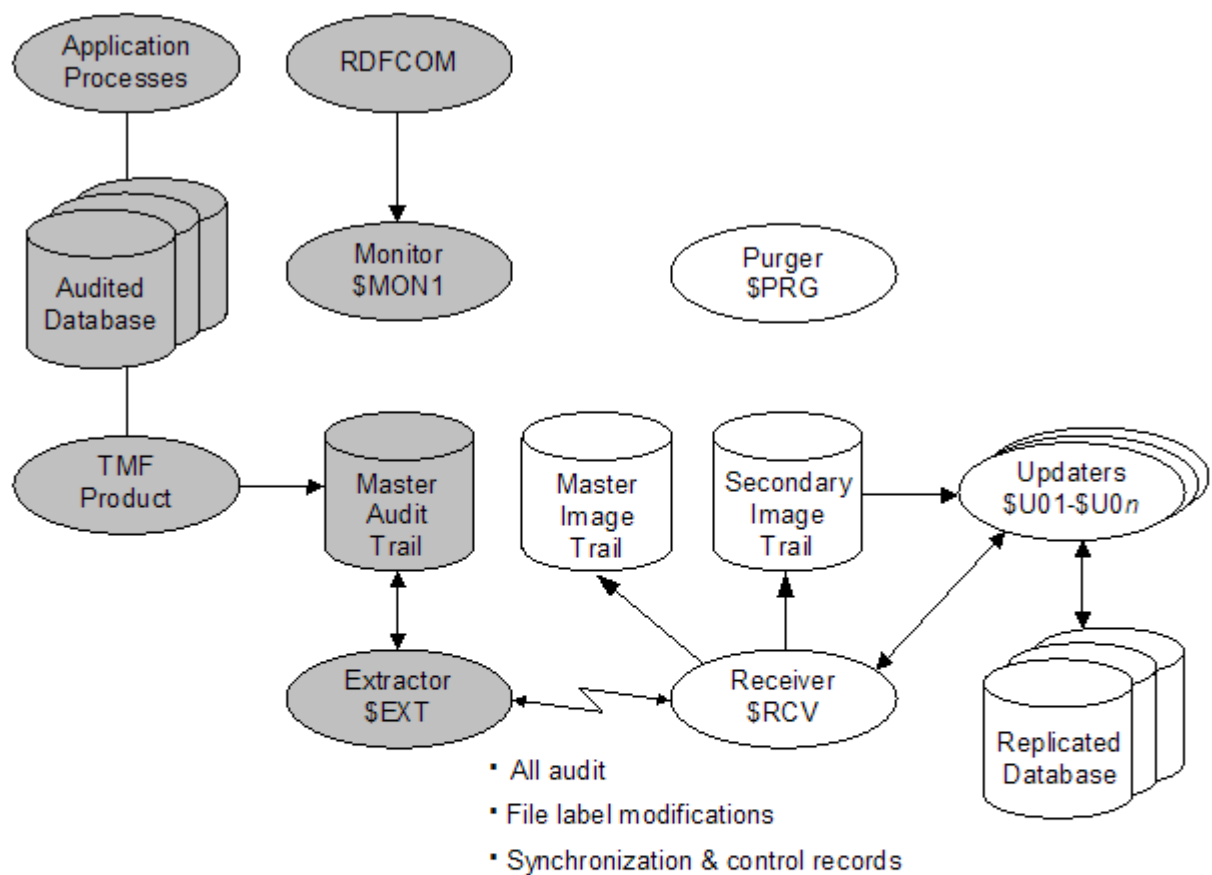 Application
Processes
RDFCOM
Audited
Database
Monitor
$MON1
Purger
$PRG
TMF
Product
Master
Audit
Trail
Master
Image
Trail
Secondary
Image
Trail
Updaters
$U01-$U0n
Extractor
$EXT
Receiver
$RCV
Replicated
Database
▪ All audit
▪ File label modifications
▪ Synchronization & control records